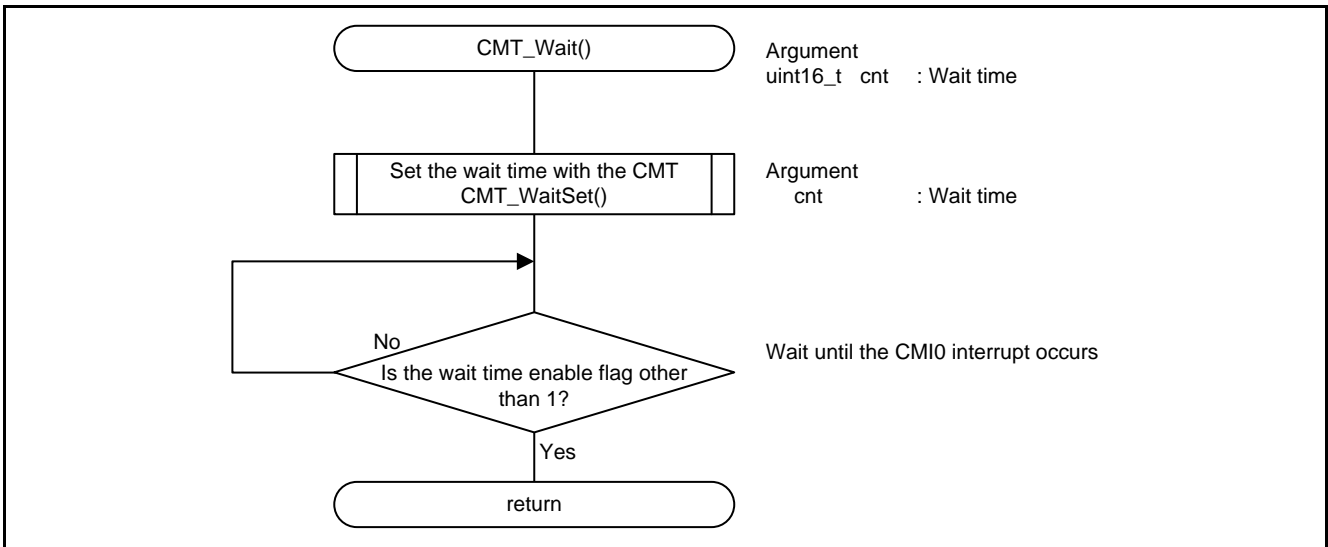 CMT_Wait()
Argument
uint16_t cnt : Wait time
Set the wait time with the CMT
CMT_WaitSet()
Argument
cnt : Wait time
No
Is the wait time enable flag other
than 1?
Wait until the CMI0 interrupt occurs
Yes
return